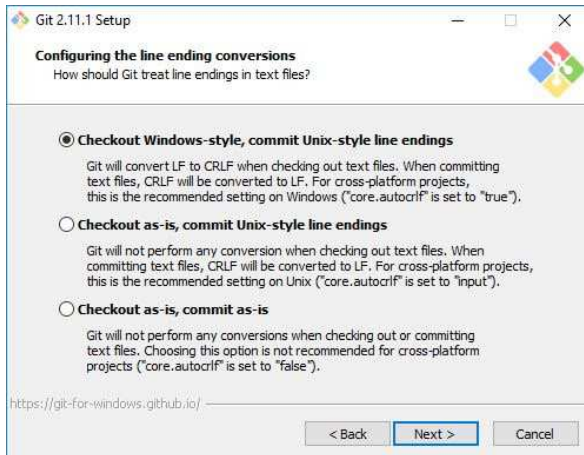 Git 2.11.1 Setup
Configuring the line ending conversions
How should Git treat line endings in text files?
Checkout Windows-style, commit Unix-style line endings
Git will convert LF to CRLF when checking out text files. When committing
text files, CRLF will be converted to LF. For cross-platform projects,
this is the recommended setting on Windows ("core.autocrlf" is set to "true").
Checkout as-is, commit Unix-style line endings
Git will not perform any conversion when checking out text files. When
committing text files, CRLF will be converted to LF. For cross-platform projects,
this is the recommended setting on Unix ("core.autocrlf" is set to "input").
Checkout as-is, commit as-is
Git will not perform any conversions when checking out or committing
text files. Choosing this option is not recommended for cross-platform
projects ("core.autocrlf" is set to "false").
https://git-for-windows.github.io/
< Back Next > Cancel